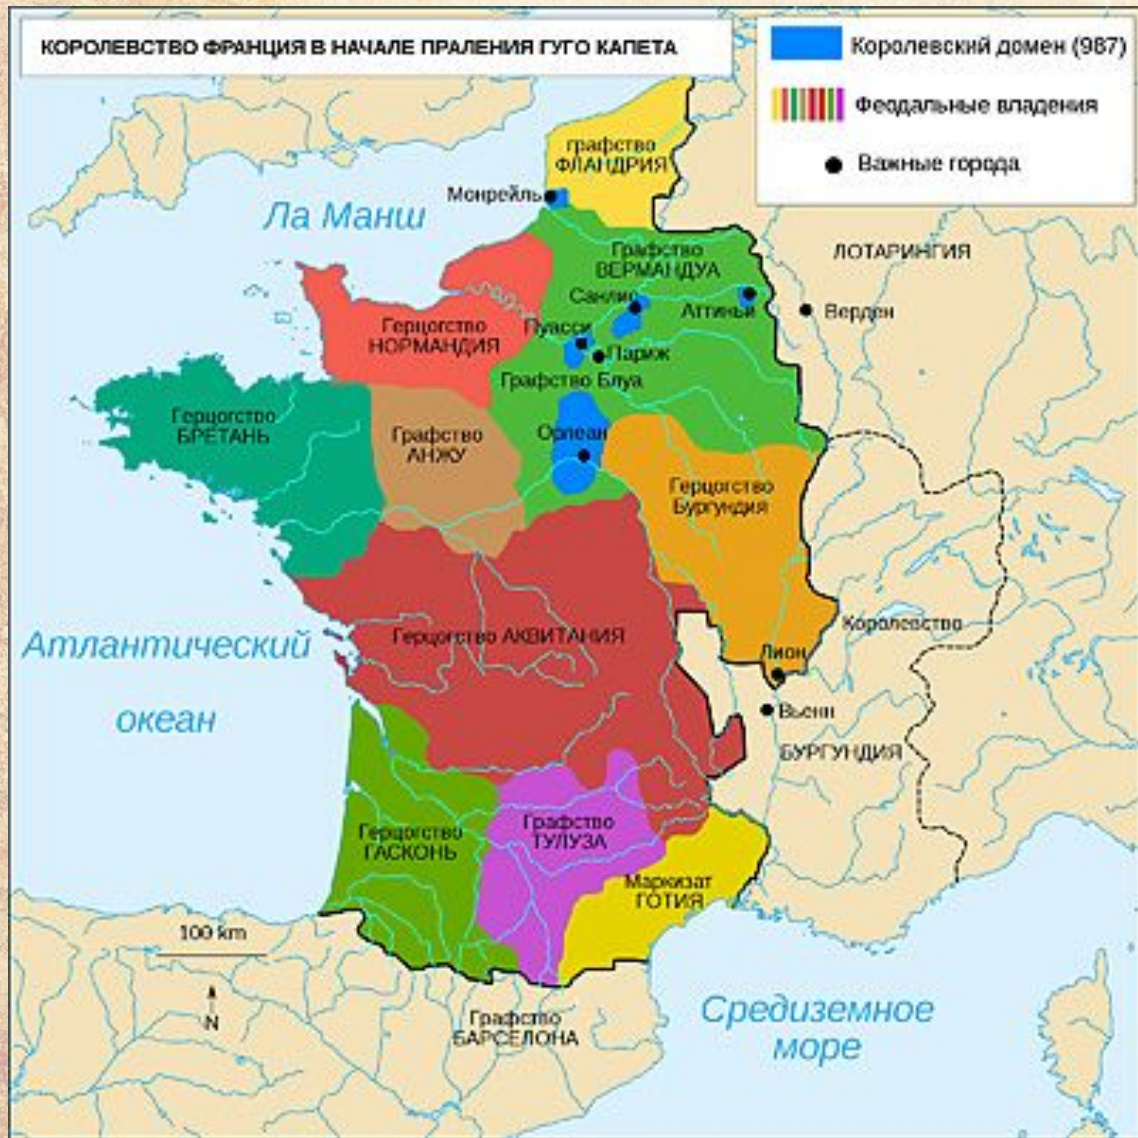 КОРОЛЕВСТВО ФРАНЦИЯ В НАЧАЛЕ ПРАЛЕНИЯ ГУГО КАПЕТА
Королевский домен (987)
Феодальные владения
Важные города
графство
ФЛАНДРИЯ
Монрейль
Ла Манш
Графство
ВЕРМАНДУА
ЛОТАРИНГИЯ
Санлис
Аттиньи
Верден
Герцогство
НОРМАНДИЯ
Пуасси
Париж
Графство Блуа
Герцогство
БРЕТАНЬ
Графство
АНЖУ
Орлеан
Герцогство
Бургундия
Атлантический
океан
Герцогство АКВИТАНИЯ
Королевство
Лион
Вьенн
БУРГУНДИЯ
Герцогство
ГАСКОНЬ
Графство
ТУЛУЗА
Маркизат
ГОТИЯ
100 km
N
Графство
БАРСЕЛОНА
Средиземное
море